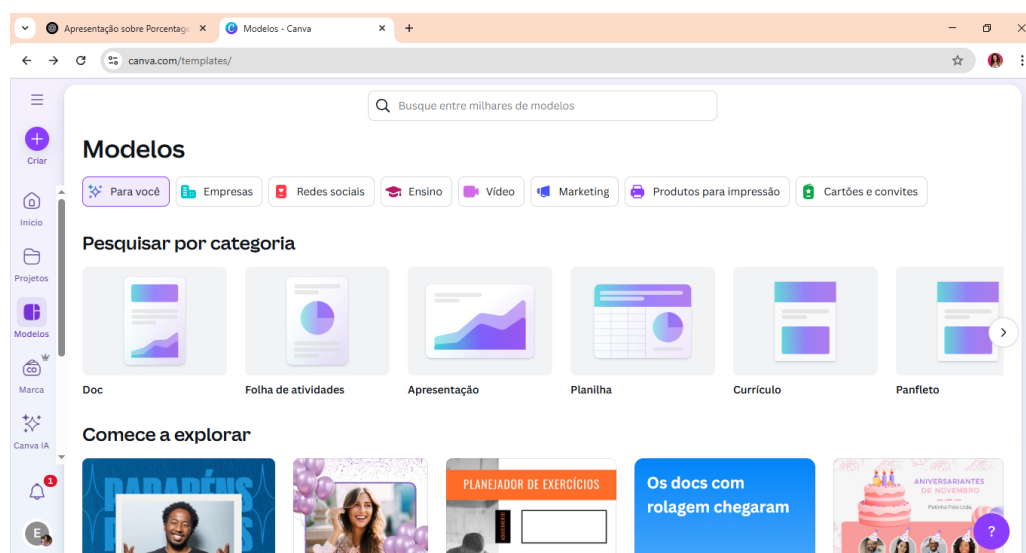 Apresentação sobre Porcentage
Modelos - Canva
canva.com/templates/
Busque entre milhares de modelos
Criar
Modelos
Para você
Empresas
Redes sociais
Ensino
Vídeo
Marketing
Produtos para impressão
Cartões e convites
Início
Projetos
Modelos
Marca
Canva IA
1
E
Pesquisar por categoria
Doc
Folha de atividades
Apresentação
Planilha
Currículo
Panfleto
Comece a explorar
PARABÉNS
PLANEJADOR DE EXERCÍCIOS
Os docs com
rolagem chegaram
ANIVERSARIANTES
DE NOVEMBRO
?